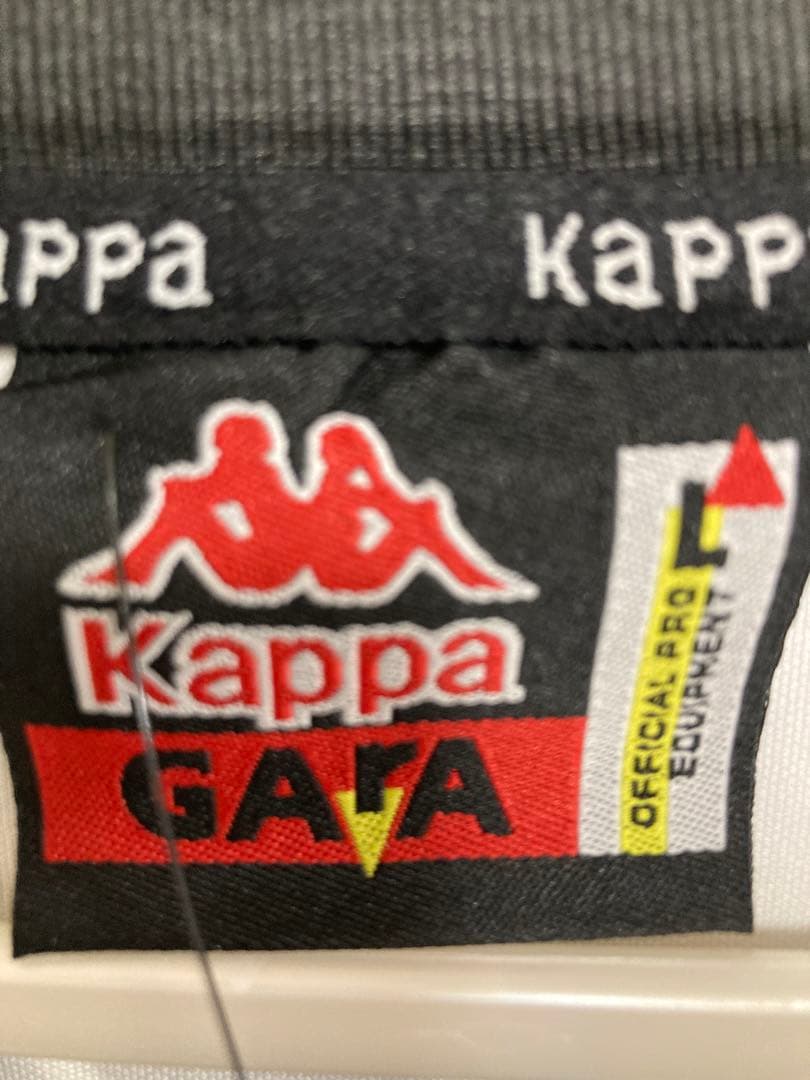 appa Kapp
Kappa
GArA
L
OFFICIAL PRO
EQUIPMENT